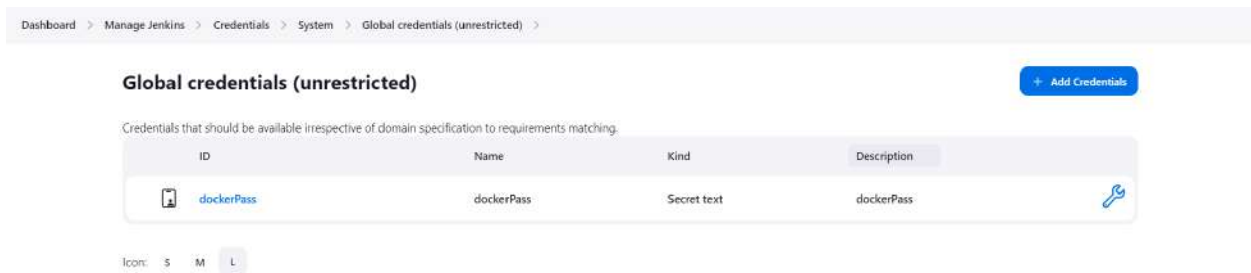 Dashboard > Manage Jenkins > Credentials > System > Global credentials (unrestricted) >
Global credentials (unrestricted)
+ Add Credentials
Credentials that should be available irrespective of domain specification to requirements matching.
ID Name Kind Description
dockerPass dockerPass Secret text dockerPass
Icon: S M L